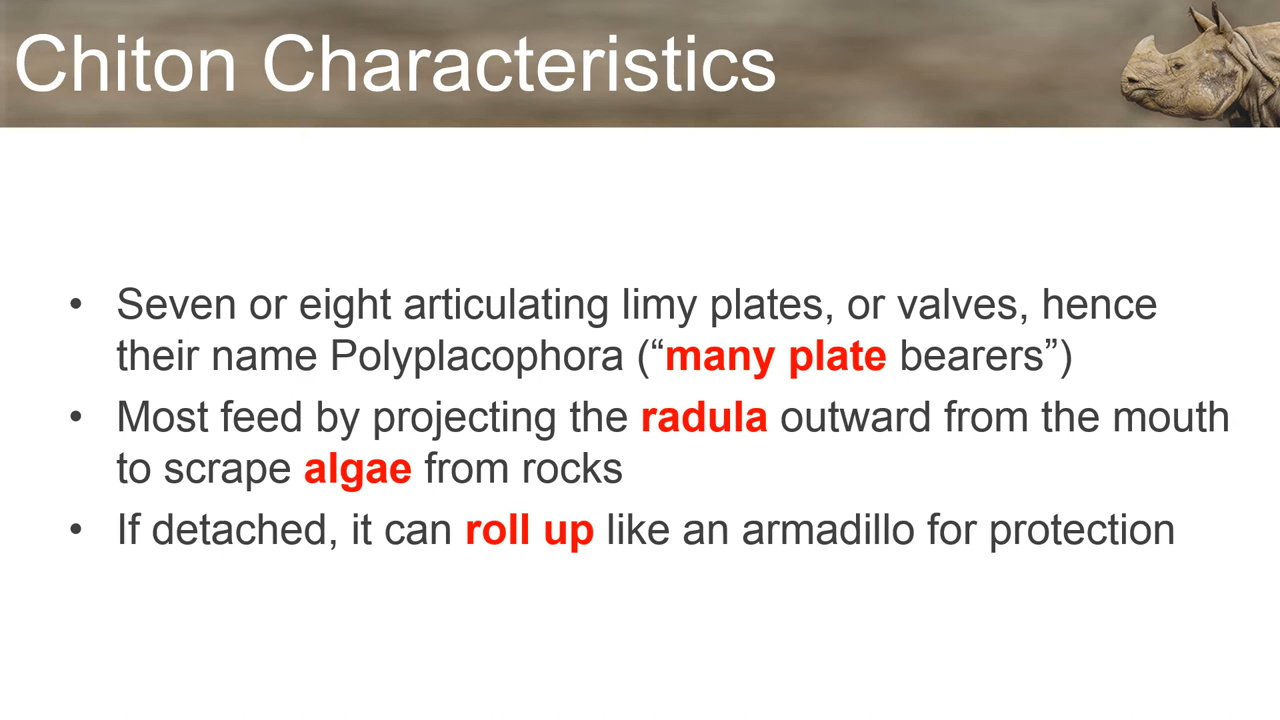 Chiton Characteristics
• Seven or eight articulating limy plates, or valves, hence
their name Polyplacophora (“many plate bearers”)
• Most feed by projecting the radula outward from the mouth
to scrape algae from rocks
• If detached, it can roll up like an armadillo for protection